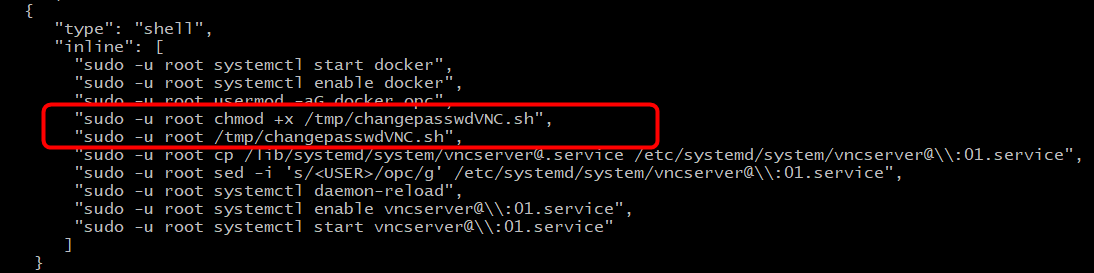 {
"type": "shell",
"inline": [
"sudo -u root systemctl start docker",
"sudo -u root systemctl enable docker",
"sudo -u root usermod -aG docker opc",
"sudo -u root chmod +x /tmp/changepasswdVNC.sh",
"sudo -u root /tmp/changepasswdVNC.sh",
"sudo -u root cp /lib/systemd/system/vncserver@.service /etc/systemd/system/vncserver@\\:01.service",
"sudo -u root sed -i 's/<USER>/opc/g' /etc/systemd/system/vncserver@\\:01.service",
"sudo -u root systemctl daemon-reload",
"sudo -u root systemctl enable vncserver@\\:01.service",
"sudo -u root systemctl start vncserver@\\:01.service"
]
}